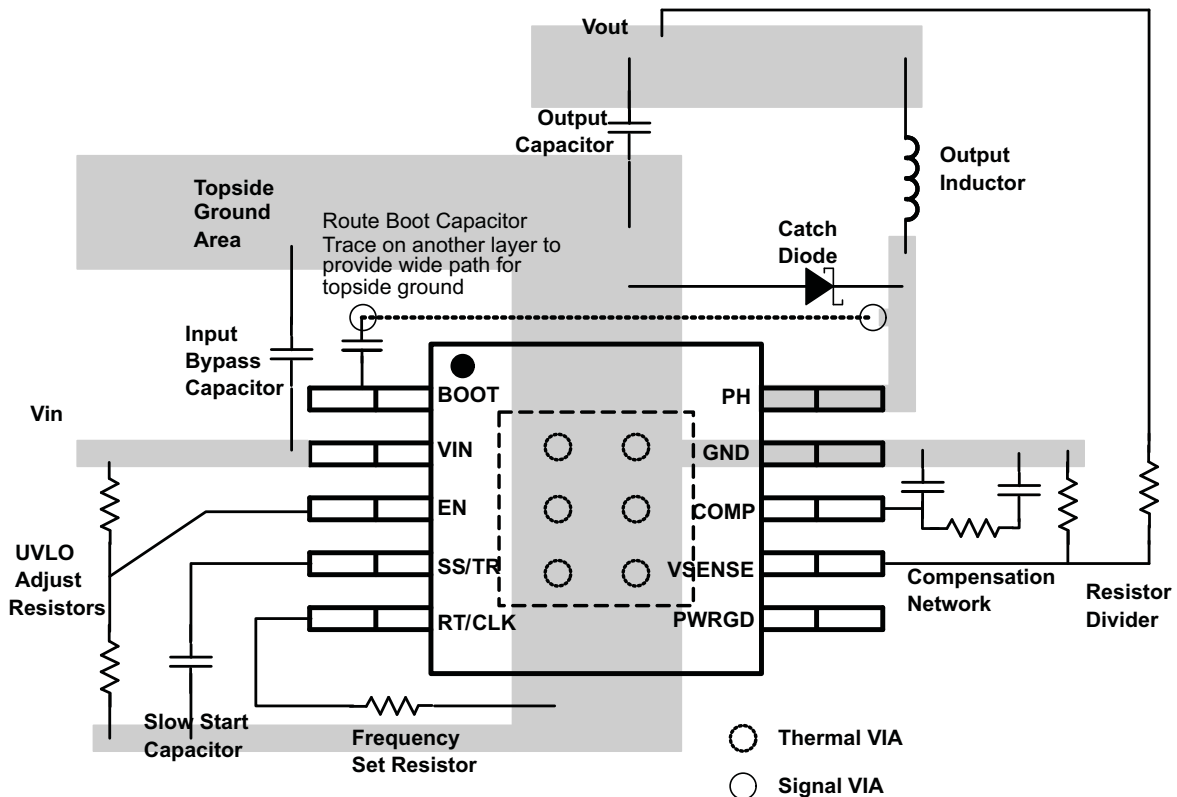 Vout
Output
Capacitor
Output
Inductor
Topside
Ground
Area
Route Boot Capacitor
Trace on another layer to
provide wide path for
topside ground
Catch
Diode
Input
Bypass
Capacitor
Vin
BOOT
VIN
EN
SS/TR
RT/CLK
PH
GND
COMP
VSENSE
PWRGD
UVLO
Adjust
Resistors
Compensation
Network
Resistor
Divider
Slow Start
Capacitor
Frequency
Set Resistor
Thermal VIA
Signal VIA